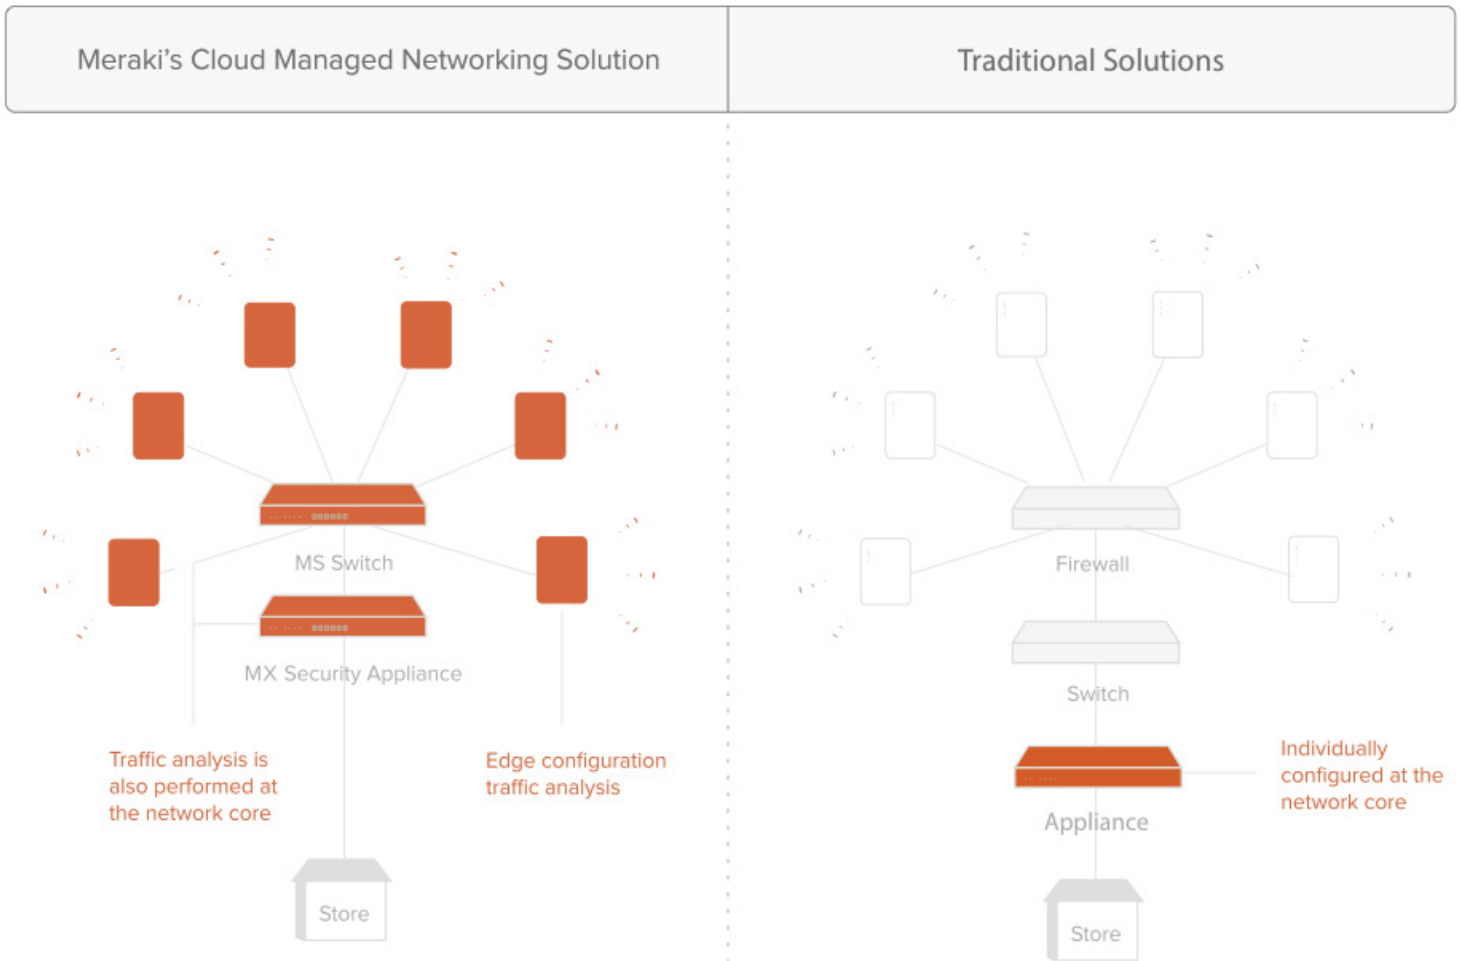 Meraki's Cloud Managed Networking Solution
Traditional Solutions
MS Switch
MX Security Appliance
Traffic analysis is
also performed at
the network core
Edge configuration
traffic analysis
Store
Firewall
Switch
Appliance
Individually
configured at the
network core
Store